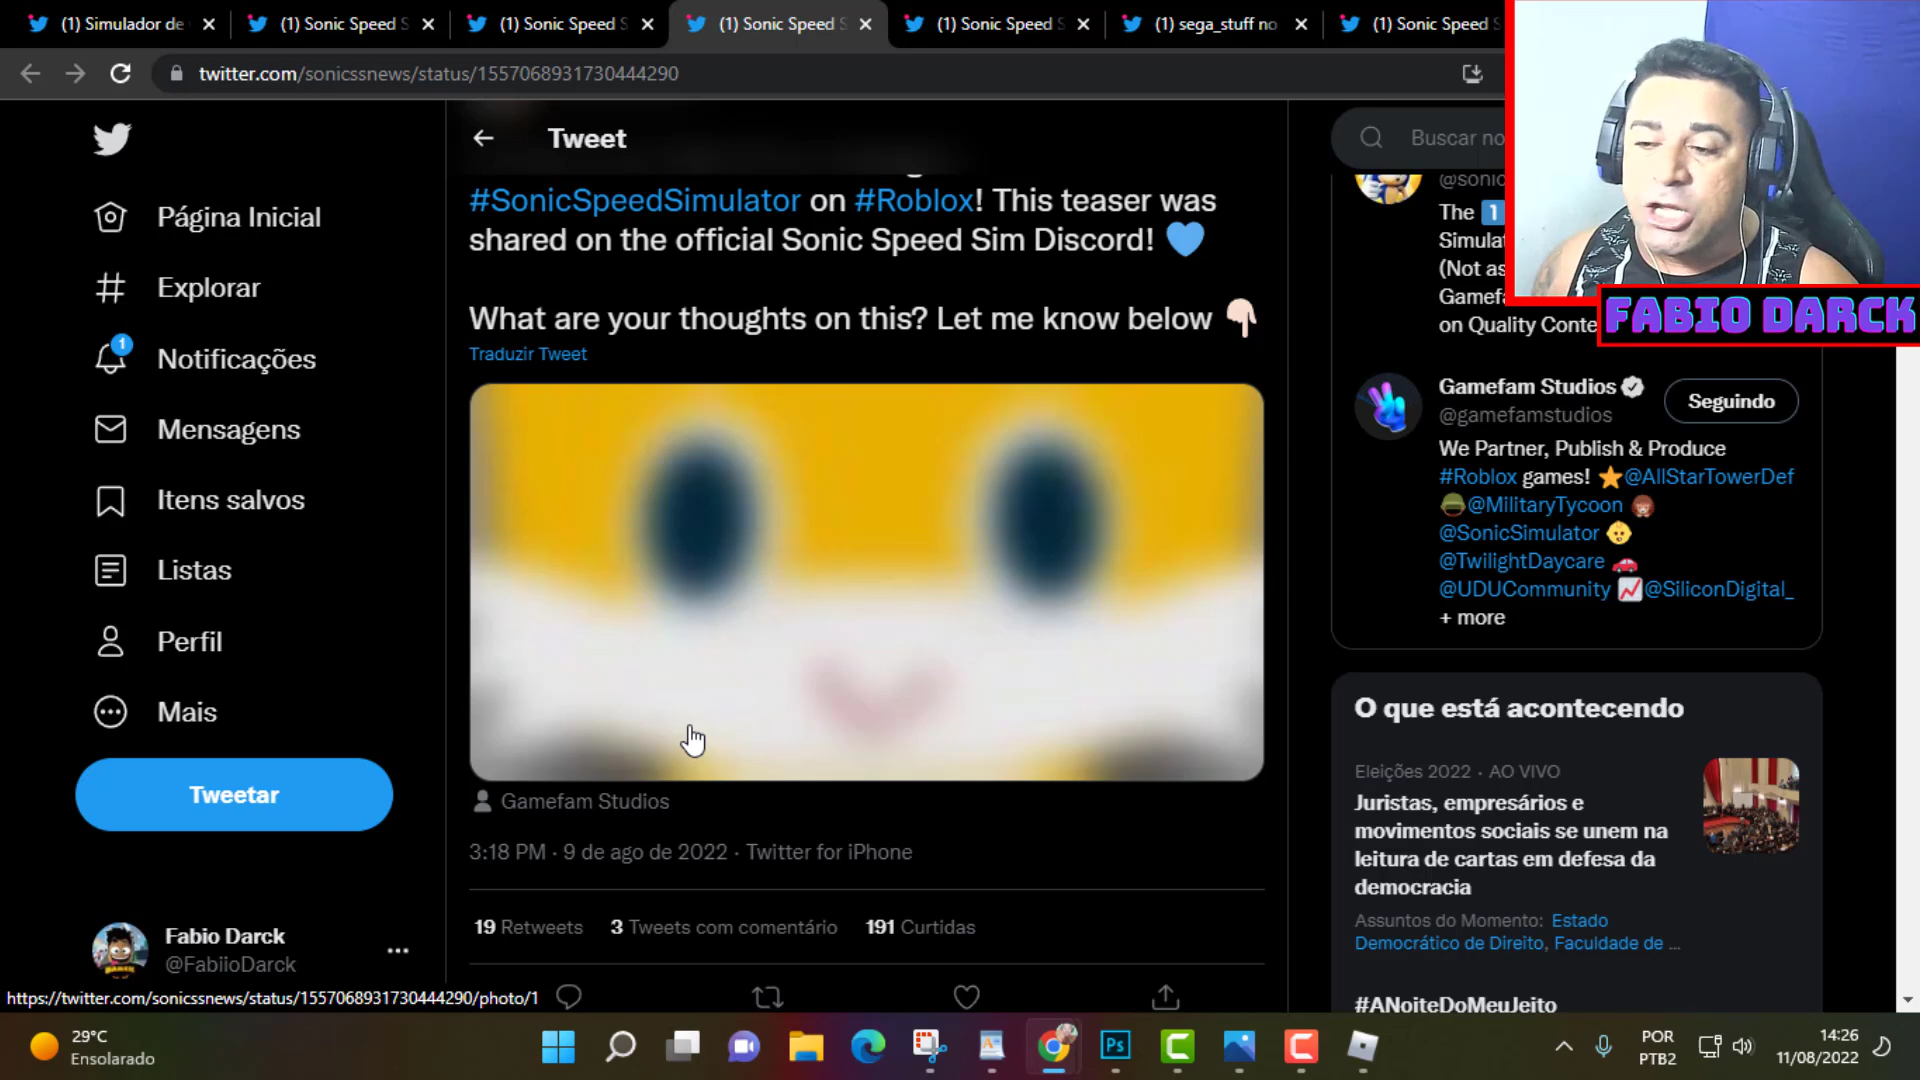 (1) Simulador de
(1) Sonic Speed S
(1) Sonic Speed S
(1) Sonic Speed S
(1) Sonic Speed S
(1) sega_stuff no
(1) Sonic Speed S
twitter.com/sonicssnews/status/1557068931730444290
Página Inicial
Explorar
1
Notificações
Mensagens
Itens salvos
Listas
Perfil
Mais
Tweetar
Fabio Darck
@FabiioDarck
https://twitter.com/sonicssnews/status/1557068931730444290/photo/1
Tweet
#SonicSpeedSimulator on #Roblox! This teaser was
shared on the official Sonic Speed Sim Discord! 💙
What are your thoughts on this? Let me know below 👇🏻
Traduzir Tweet
Gamefam Studios
3:18 PM · 9 de ago de 2022 · Twitter for iPhone
19 Retweets 3 Tweets com comentário 191 Curtidas
Buscar no
@sonic
The 1
Simulat
(Not as
Gamef
on Quality Conte
FABIO DARCK
Gamefam Studios
@gamefamstudios
Seguindo
We Partner, Publish & Produce
#Roblox games! ⭐@AllStarTowerDef
@MilitaryTycoon
@SonicSimulator
@TwilightDaycare 🚗
@UDUCommunity 📈@SiliconDigital_
+ more
O que está acontecendo
Eleições 2022 · AO VIVO
Juristas, empresários e
movimentos sociais se unem na
leitura de cartas em defesa da
democracia
Assuntos do Momento: Estado
Democrático de Direito, Faculdade de ...
#ANoiteDoMeuJeito
29°C
Ensolarado
Ps
POR
PTB2
14:26
11/08/2022